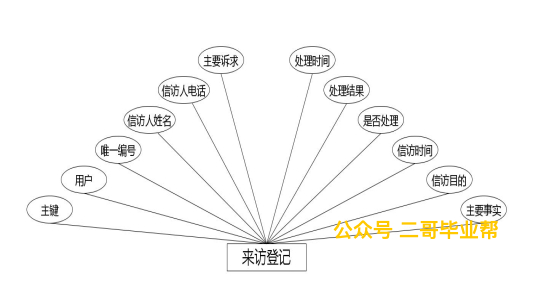 主要诉求
处理时间
信访人电话
处理结果
信访人姓名
是否处理
唯一编号
信访时间
用户
信访目的
主键
主要事实
公众号 二哥毕业帮
来访登记